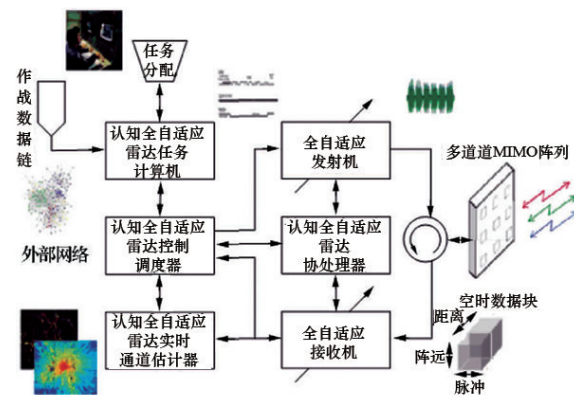 任务
分配
作
战
数
据
链
认知全自适应
雷达任务
计算机
全自适应
发射机
多道道MIMO阵列
外部网络
认知全自适应
雷达控制
调度器
认知全自适应
雷达
协处理器
认知全自适应
雷达实时
通道估计器
全自适应
接收机
空时数据块
距离
阵远
脉冲